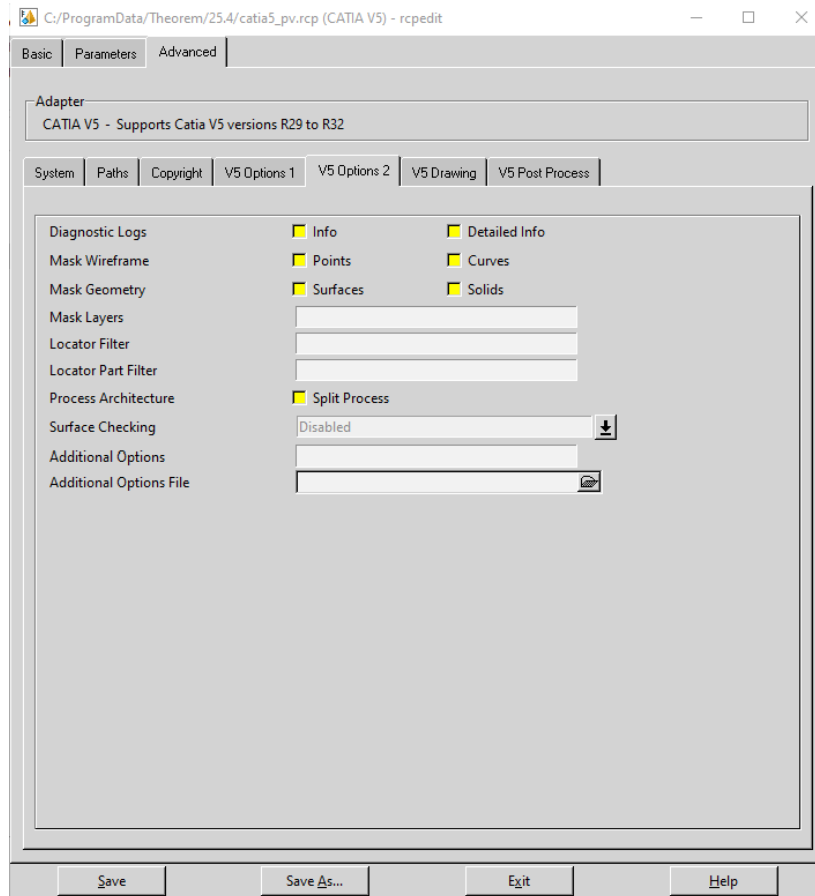 C:/ProgramData/Theorem/25.4/catia5_pv.rcp (CATIA V5) - rcpedit
Basic Parameters Advanced
Adapter
CATIA V5 - Supports Catia V5 versions R29 to R32
System Paths Copyright V5 Options 1 V5 Options 2 V5 Drawing V5 Post Process
Diagnostic Logs Info Detailed Info
Mask Wireframe Points Curves
Mask Geometry Surfaces Solids
Mask Layers
Locator Filter
Locator Part Filter
Process Architecture Split Process
Surface Checking Disabled
Additional Options
Additional Options File
Save Save As... Exit Help